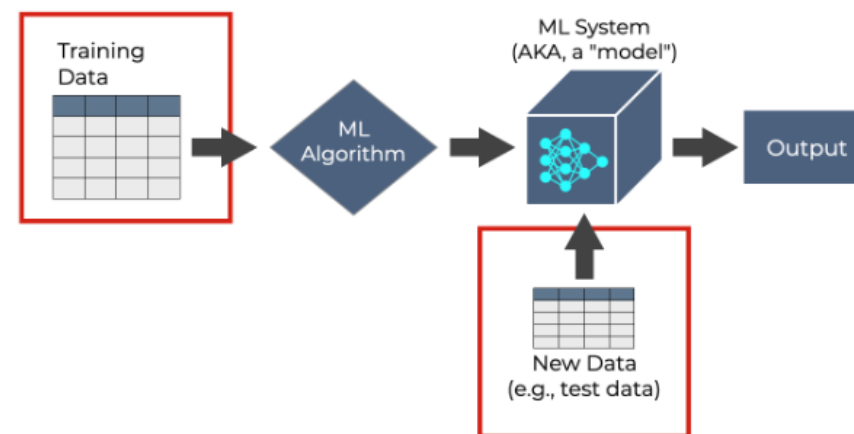 Training
Data
ML
Algorithm
ML System
(AKA, a "model")
Output
New Data
(e.g., test data)